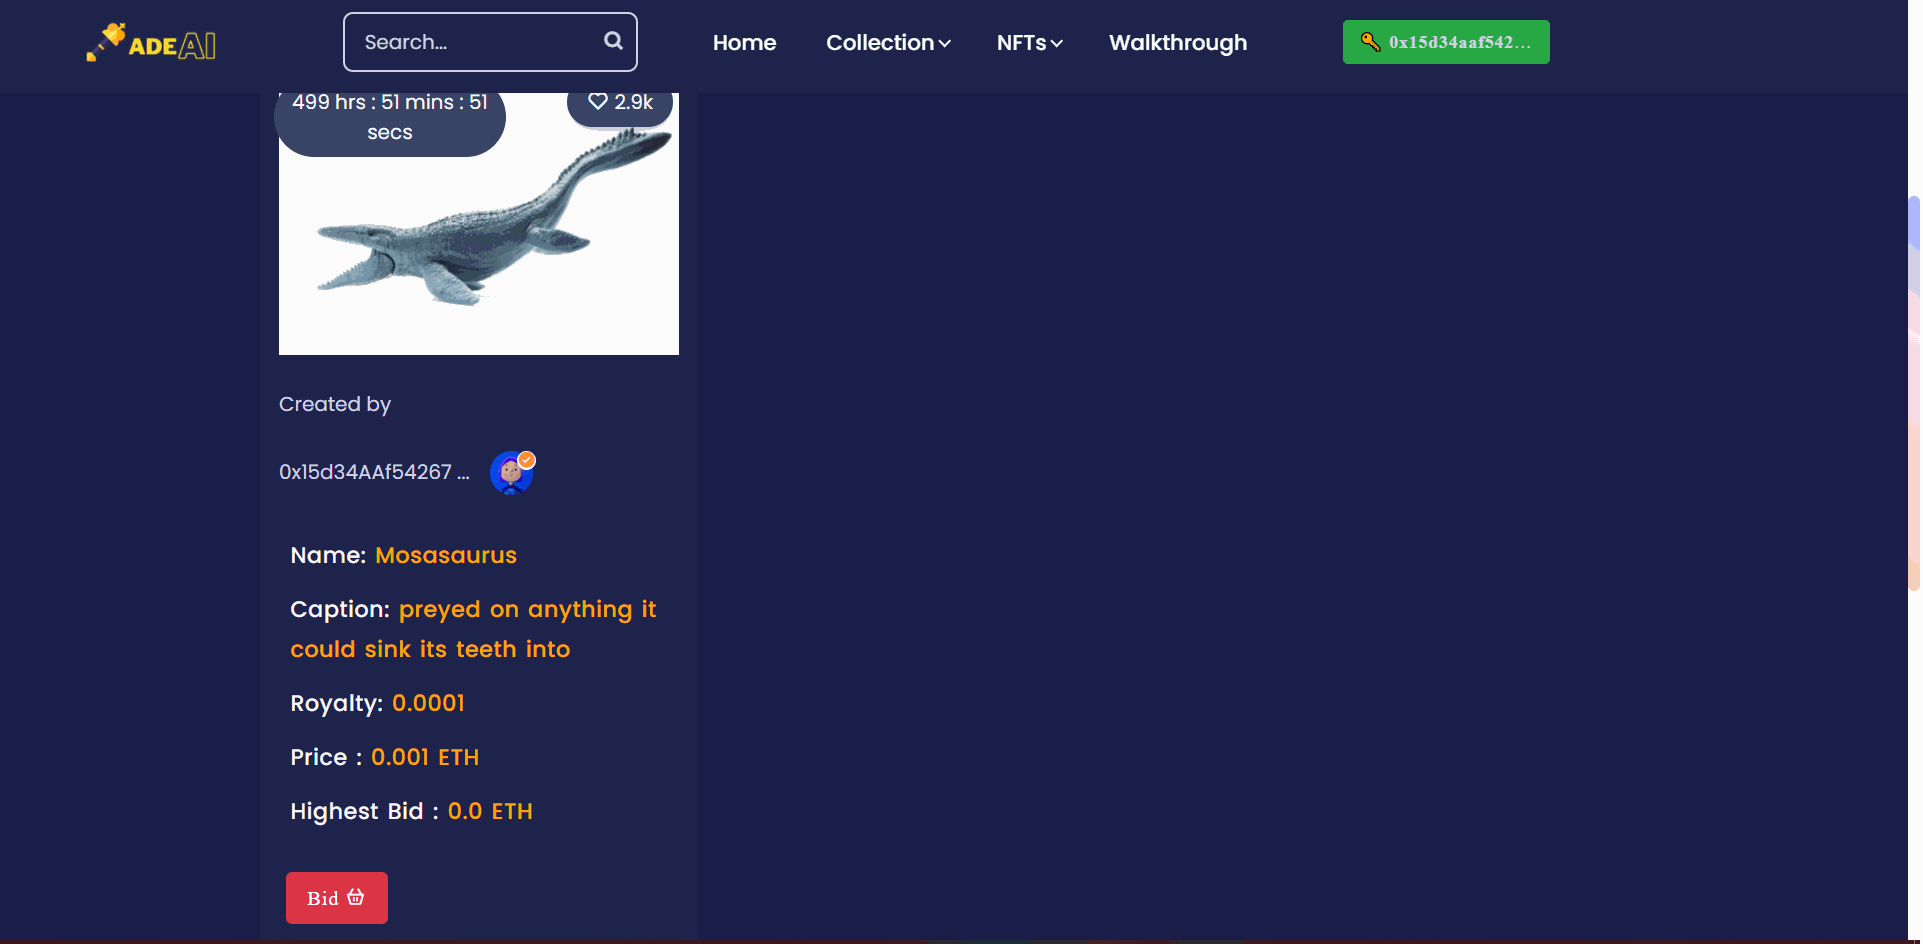 ADE AI
Search...
Home
Collection
NFTs
Walkthrough
0x15d34aaf542...
499 hrs : 51 mins : 51
secs
2.9k
Created by
0x15d34AAf54267 ...
Name: Mosasaurus
Caption: preyed on anything it
could sink its teeth into
Royalty: 0.0001
Price : 0.001 ETH
Highest Bid : 0.0 ETH
Bid